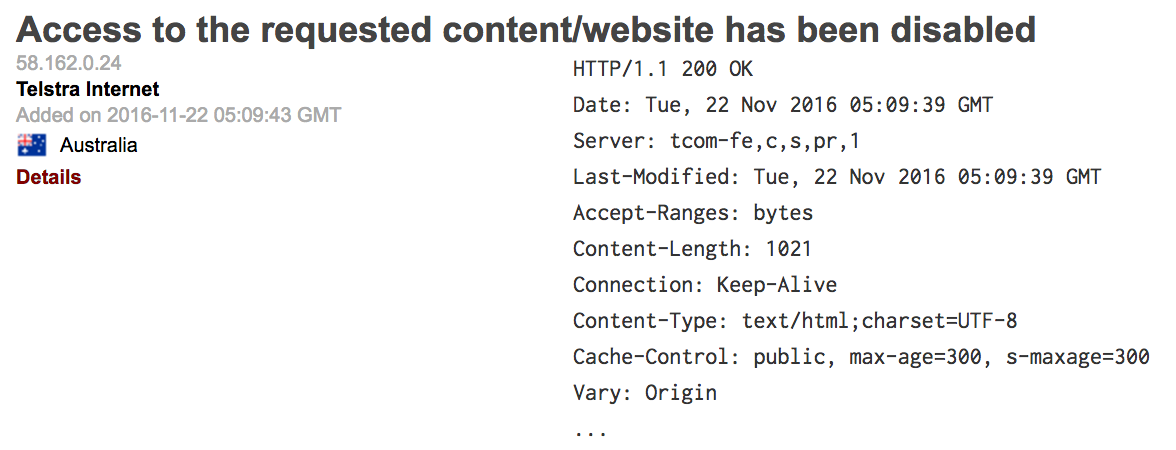 Access to the requested content/website has been disabled
58.162.0.24
Telstra Internet
Added on 2016-11-22 05:09:43 GMT
Australia
Details
HTTP/1.1 200 OK
Date: Tue, 22 Nov 2016 05:09:39 GMT
Server: tcom-fe,c,s,pr,1
Last-Modified: Tue, 22 Nov 2016 05:09:39 GMT
Accept-Ranges: bytes
Content-Length: 1021
Connection: Keep-Alive
Content-Type: text/html;charset=UTF-8
Cache-Control: public, max-age=300, s-maxage=300
Vary: Origin
...